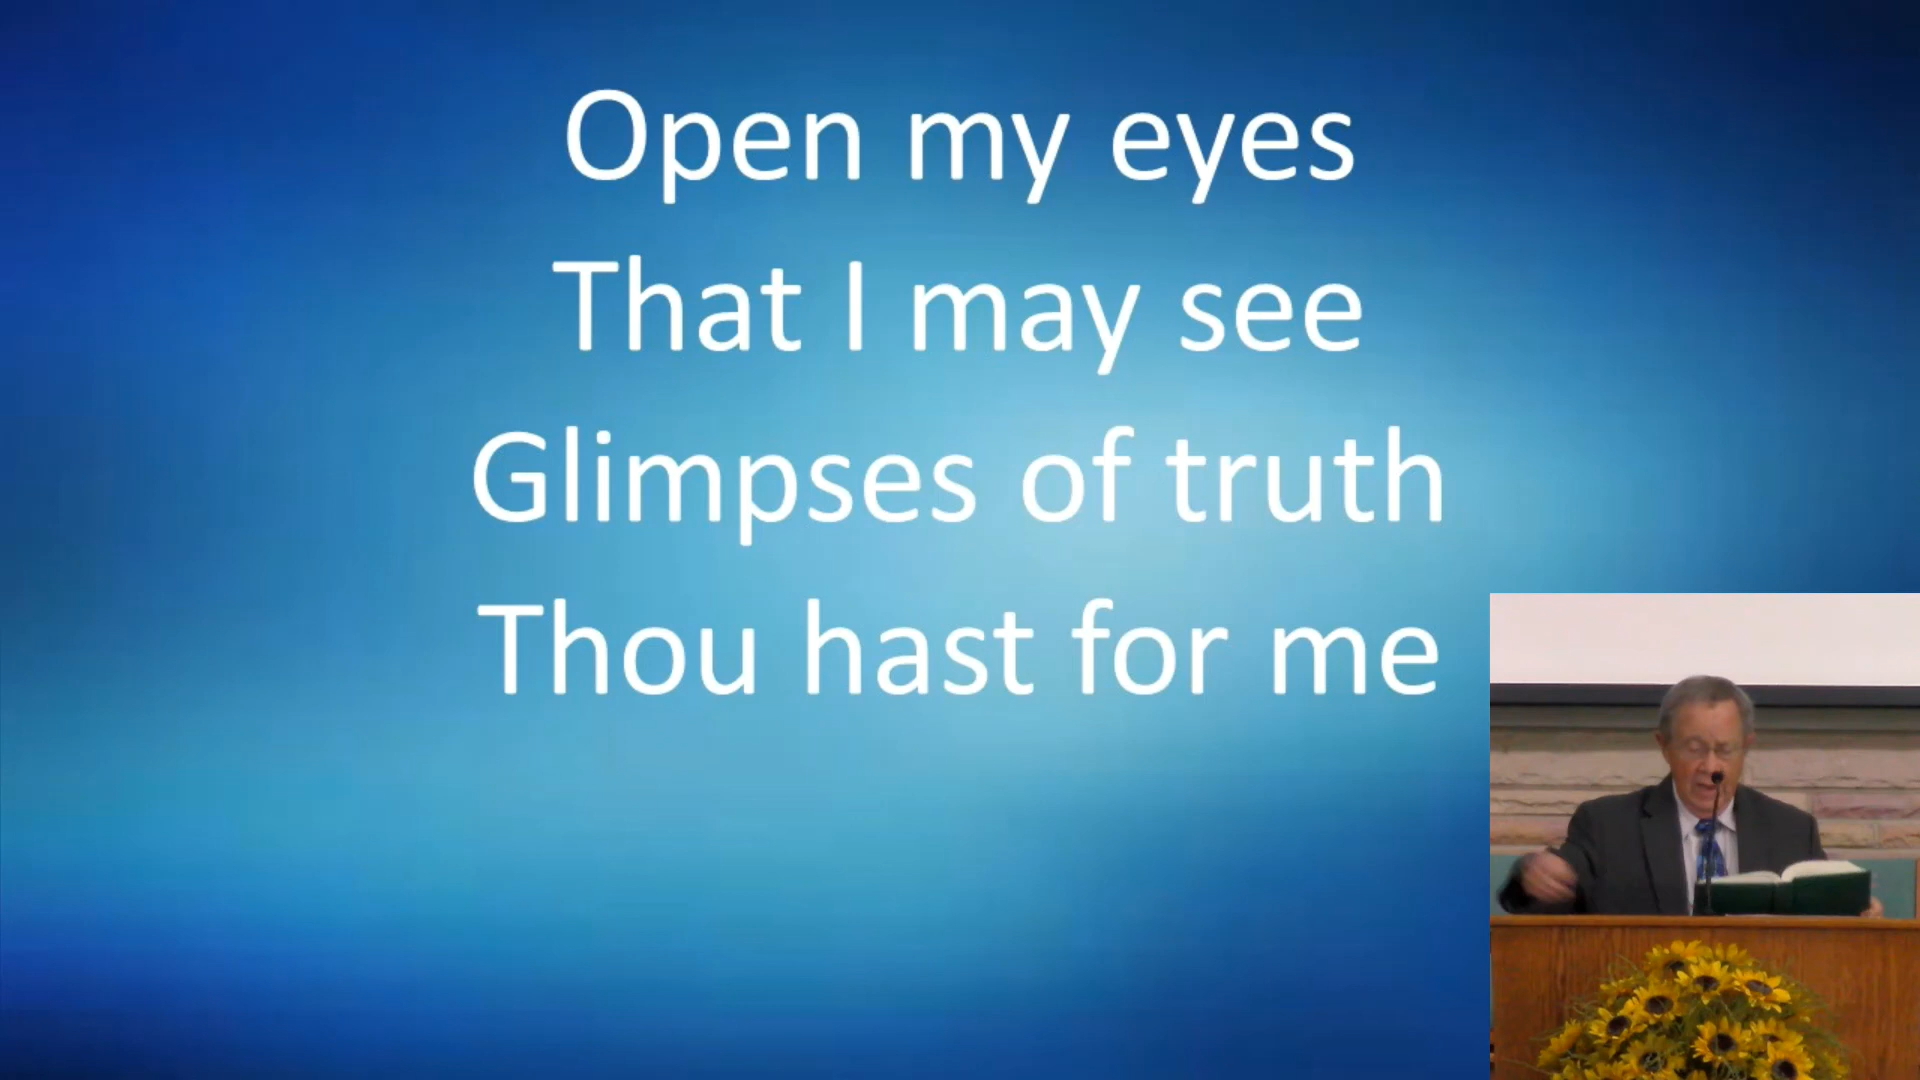 Open my eyes
That I may see
Glimpses of truth
Thou hast for me